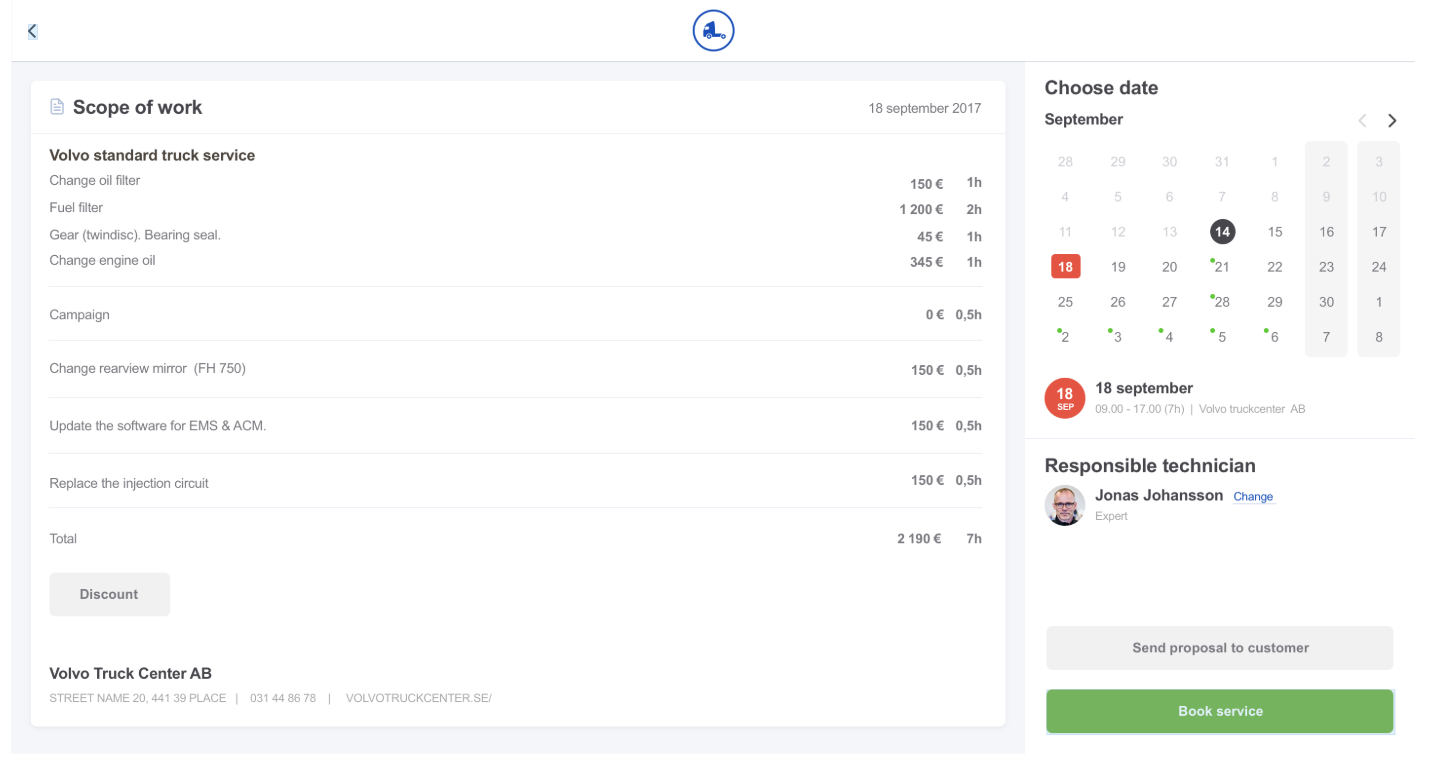 Scope of work 18 september 2017
Volvo standard truck service
Change oil filter 150 € 1h
Fuel filter 1 200 € 2h
Gear (twindisc). Bearing seal. 45 € 1h
Change engine oil 345 € 1h
Campaign 0 € 0,5h
Change rearview mirror (FH 750) 150 € 0,5h
Update the software for EMS & ACM. 150 € 0,5h
Replace the injection circuit 150 € 0,5h
Total 2 190 € 7h
Discount
Volvo Truck Center AB
STREET NAME 20, 441 39 PLACE | 031 44 86 78 | VOLVOTRUCKCENTER.SE/
Choose date
September
28 29 30 31 1 2 3
4 5 6 7 8 9 10
11 12 13 14 15 16 17
18 19 20 21 22 23 24
25 26 27 28 29 30 1
2 3 4 5 6 7 8
18 SEP
18 september
09.00 - 17.00 (7h) | Volvo truckcenter AB
Responsible technician
Jonas Johansson Change
Expert
Send proposal to customer
Book service